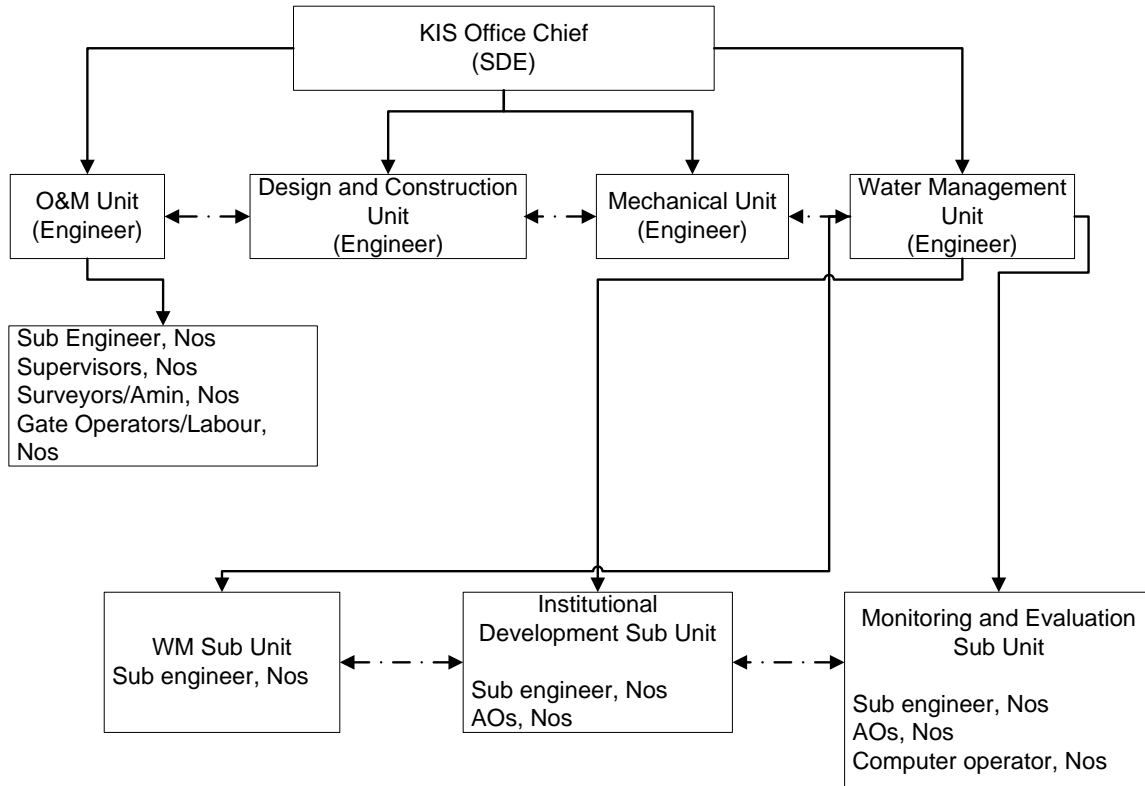 KIS Office Chief
(SDE)
O&M Unit
(Engineer)
Design and Construction
Unit
(Engineer)
Mechanical Unit
(Engineer)
Water Management
Unit
(Engineer)
Sub Engineer, Nos
Supervisors, Nos
Surveyors/Amin, Nos
Gate Operators/Labour,
Nos
WM Sub Unit
Sub engineer, Nos
Institutional
Development Sub Unit
Sub engineer, Nos
AOs, Nos
Monitoring and Evaluation
Sub Unit
Sub engineer, Nos
AOs, Nos
Computer operator, Nos